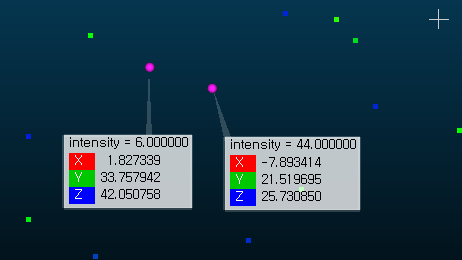 intensity = 6.000000
X 1.827339
Y 33.757942
Z 42.050758
intensity = 44.000000
X -7.893414
Y 21.519695
Z 25.730850